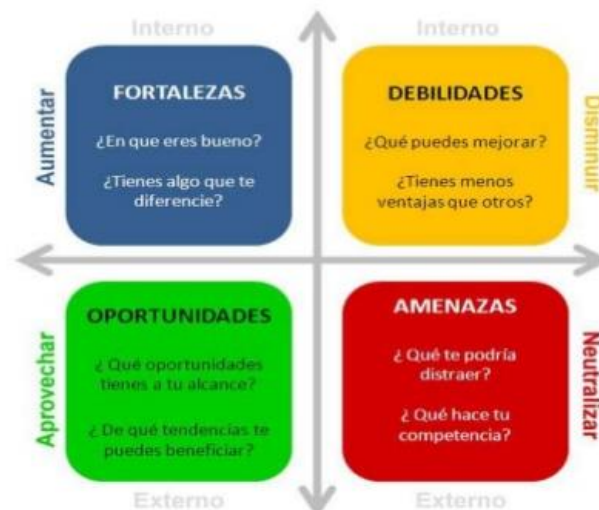 Interno
Interno
Aumentar
FORTALEZAS
¿En que eres bueno?
¿Tienes algo que te
diferencie?
DEBILIDADES
¿Qué puedes mejorar?
¿Tienes menos
ventajas que otros?
Disminuir
Aprovechar
OPORTUNIDADES
¿ Qué oportunidades
tienes a tu alcance?
¿ De qué tendencias te
puedes beneficiar?
AMENAZAS
¿ Qué te podría
distraer?
¿ Qué hace tu
competencia?
Neutralizar
Externo
Externo